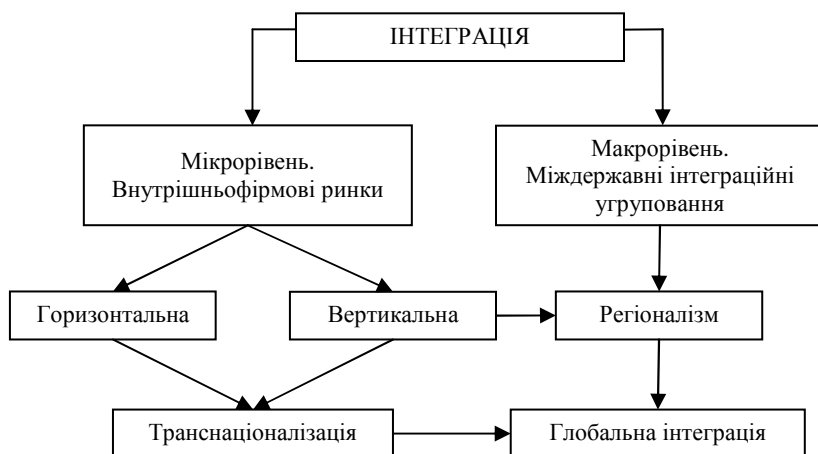 ІНТЕГРАЦІЯ
Мікрорівень.
Внутрішньофірмові ринки
Макрорівень.
Міждержавні інтеграційні
угруповання
Горизонтальна
Вертикальна
Регіоналізм
Транснаціоналізація
Глобальна інтеграція